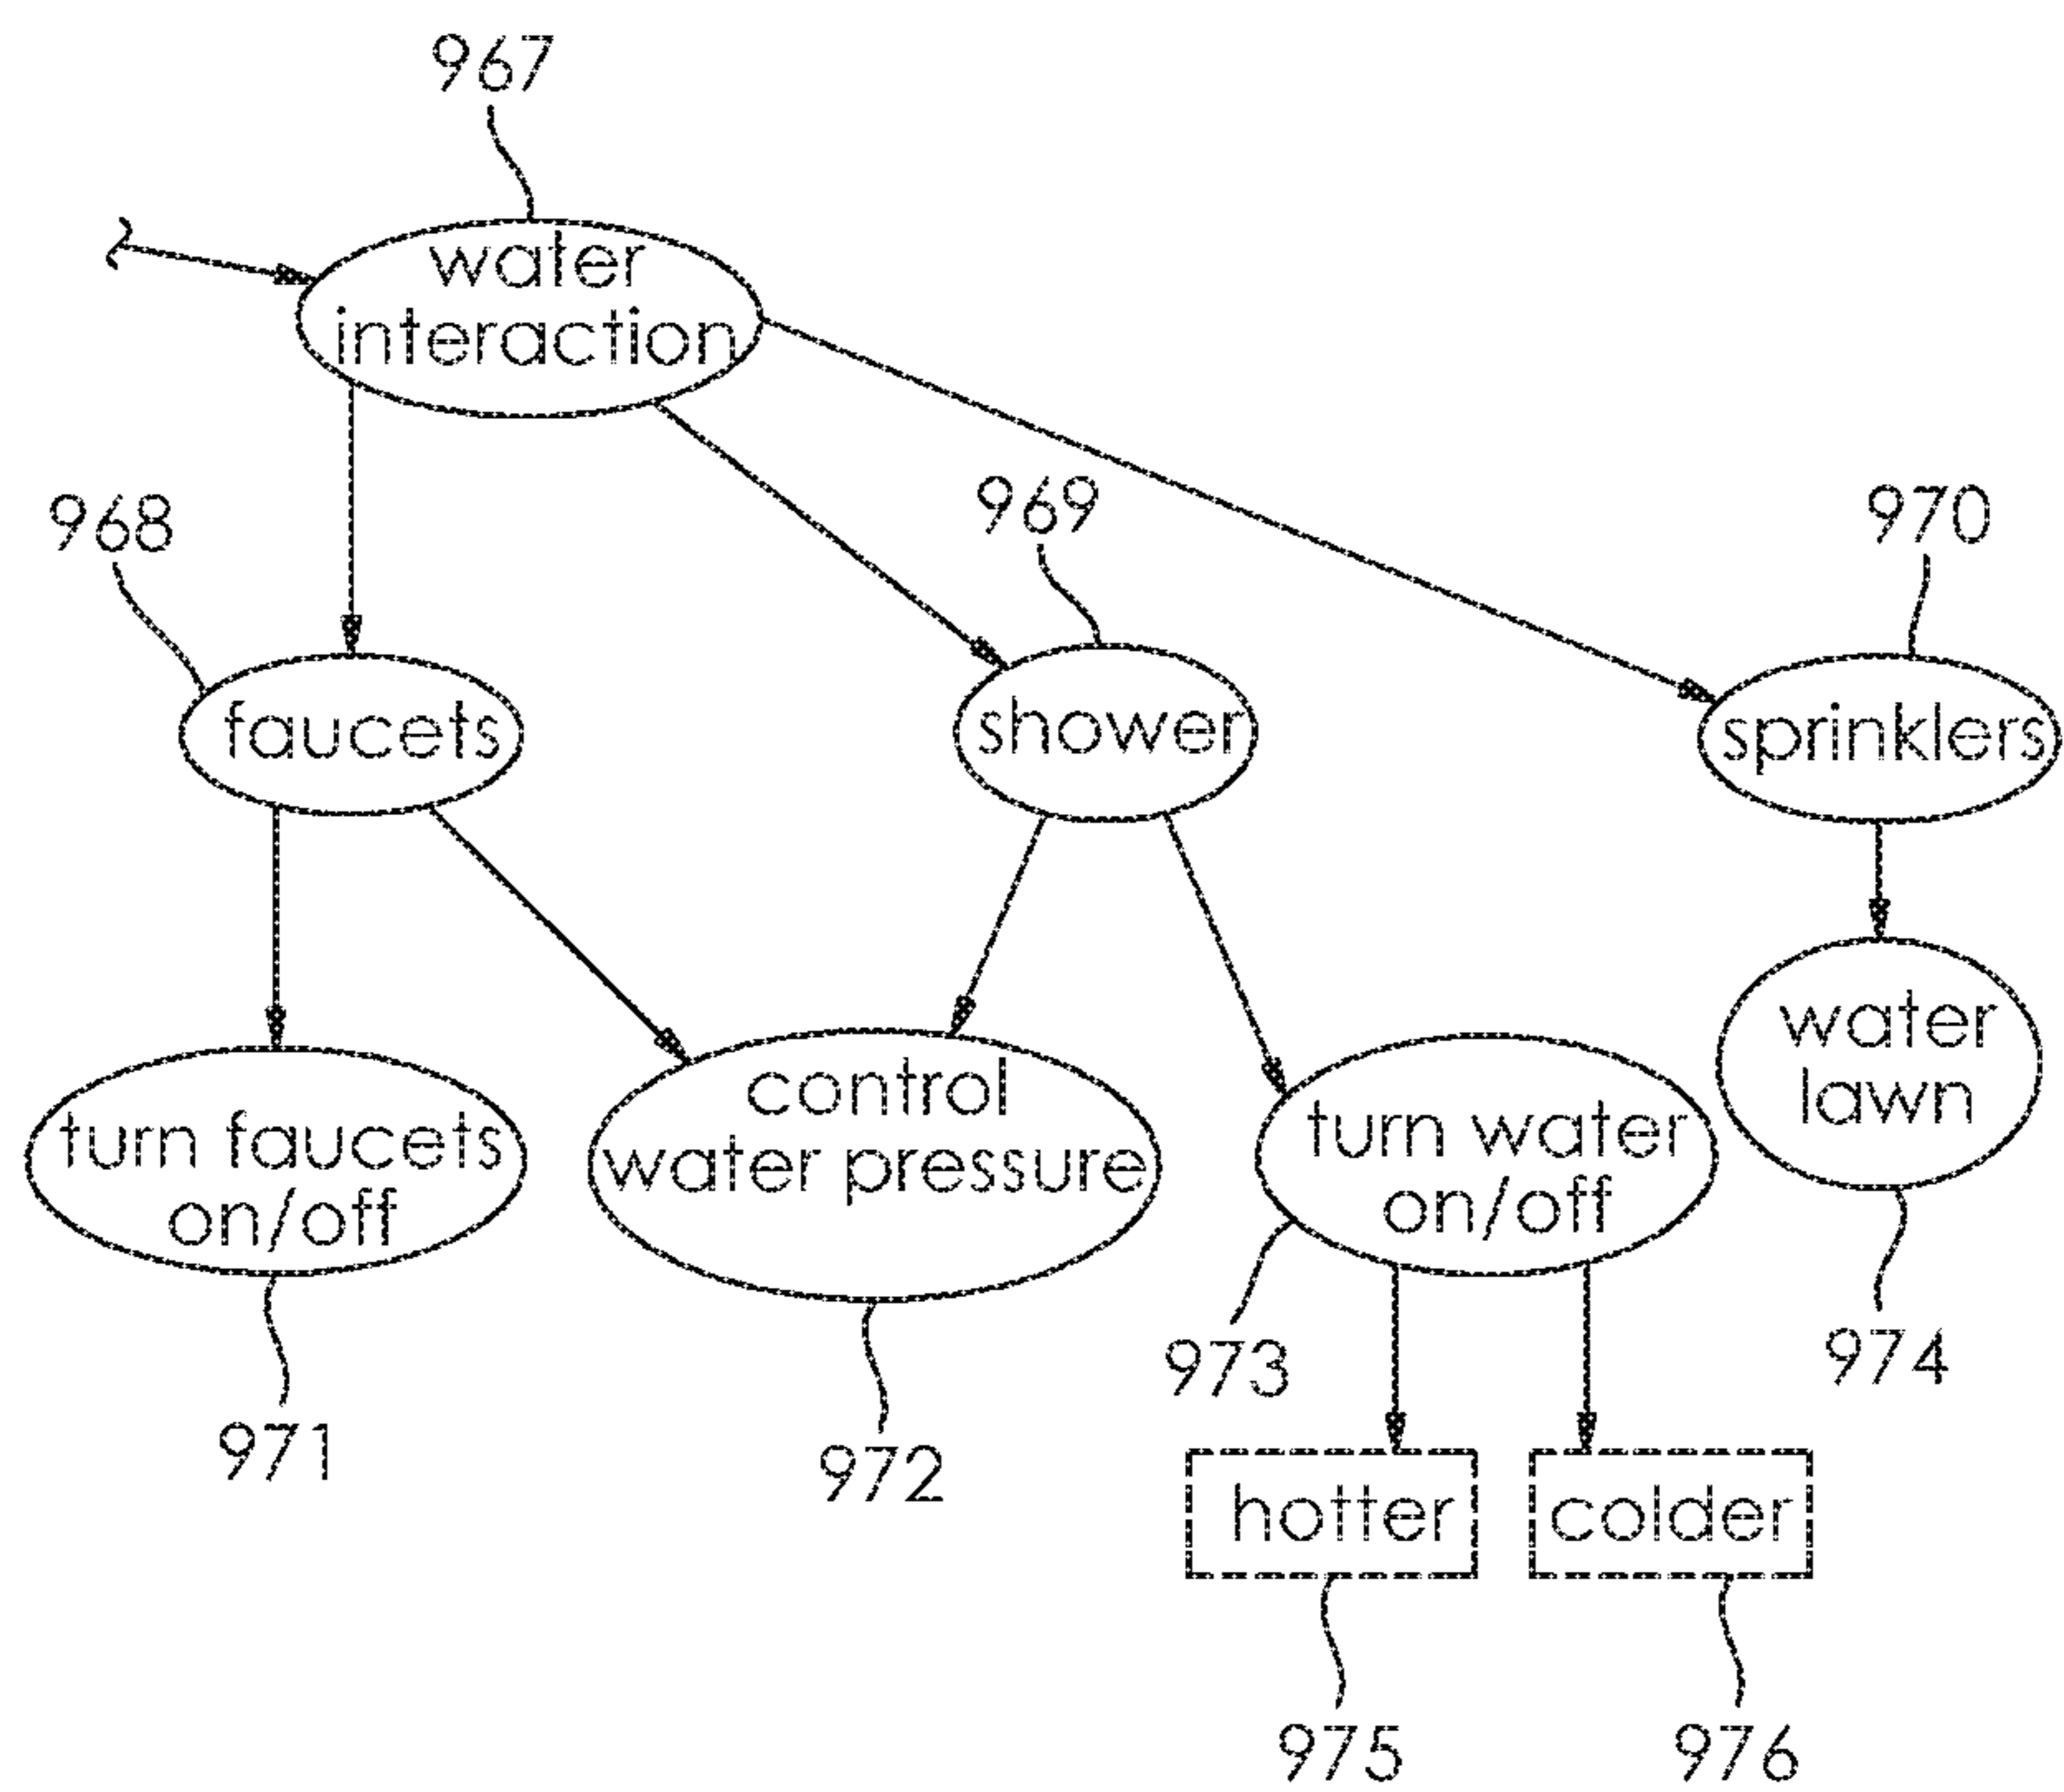 967
water
interaction
968
969
970
faucets
shower
sprinklers
turn faucets
on/off
control
water pressure
turn water
on/off
water
lawn
971
972
973
974
hotter
colder
975
976